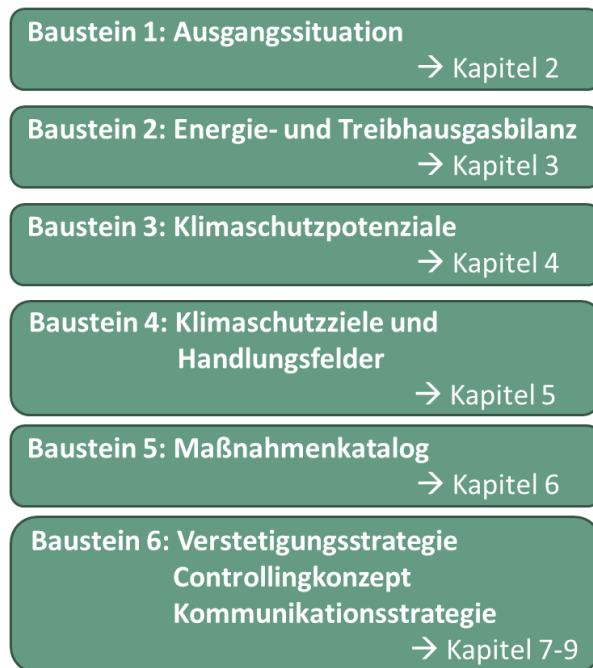 Baustein 1: Ausgangssituation
→ Kapitel 2
Baustein 2: Energie- und Treibhausgasbilanz
→ Kapitel 3
Baustein 3: Klimaschutzpotenziale
→ Kapitel 4
Baustein 4: Klimaschutzziele und
Handlungsfelder
→ Kapitel 5
Baustein 5: Maßnahmenkatalog
→ Kapitel 6
Baustein 6: Verstetigungsstrategie
Controllingkonzept
Kommunikationsstrategie
→ Kapitel 7-9